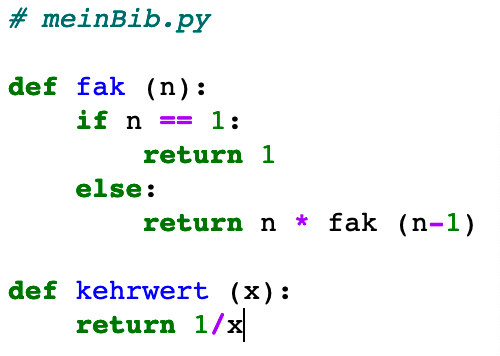 # meinBib.py

def fak (n):
    if n == 1:
        return 1
    else:
        return n * fak (n-1)

def kehrwert (x):
    return 1/x